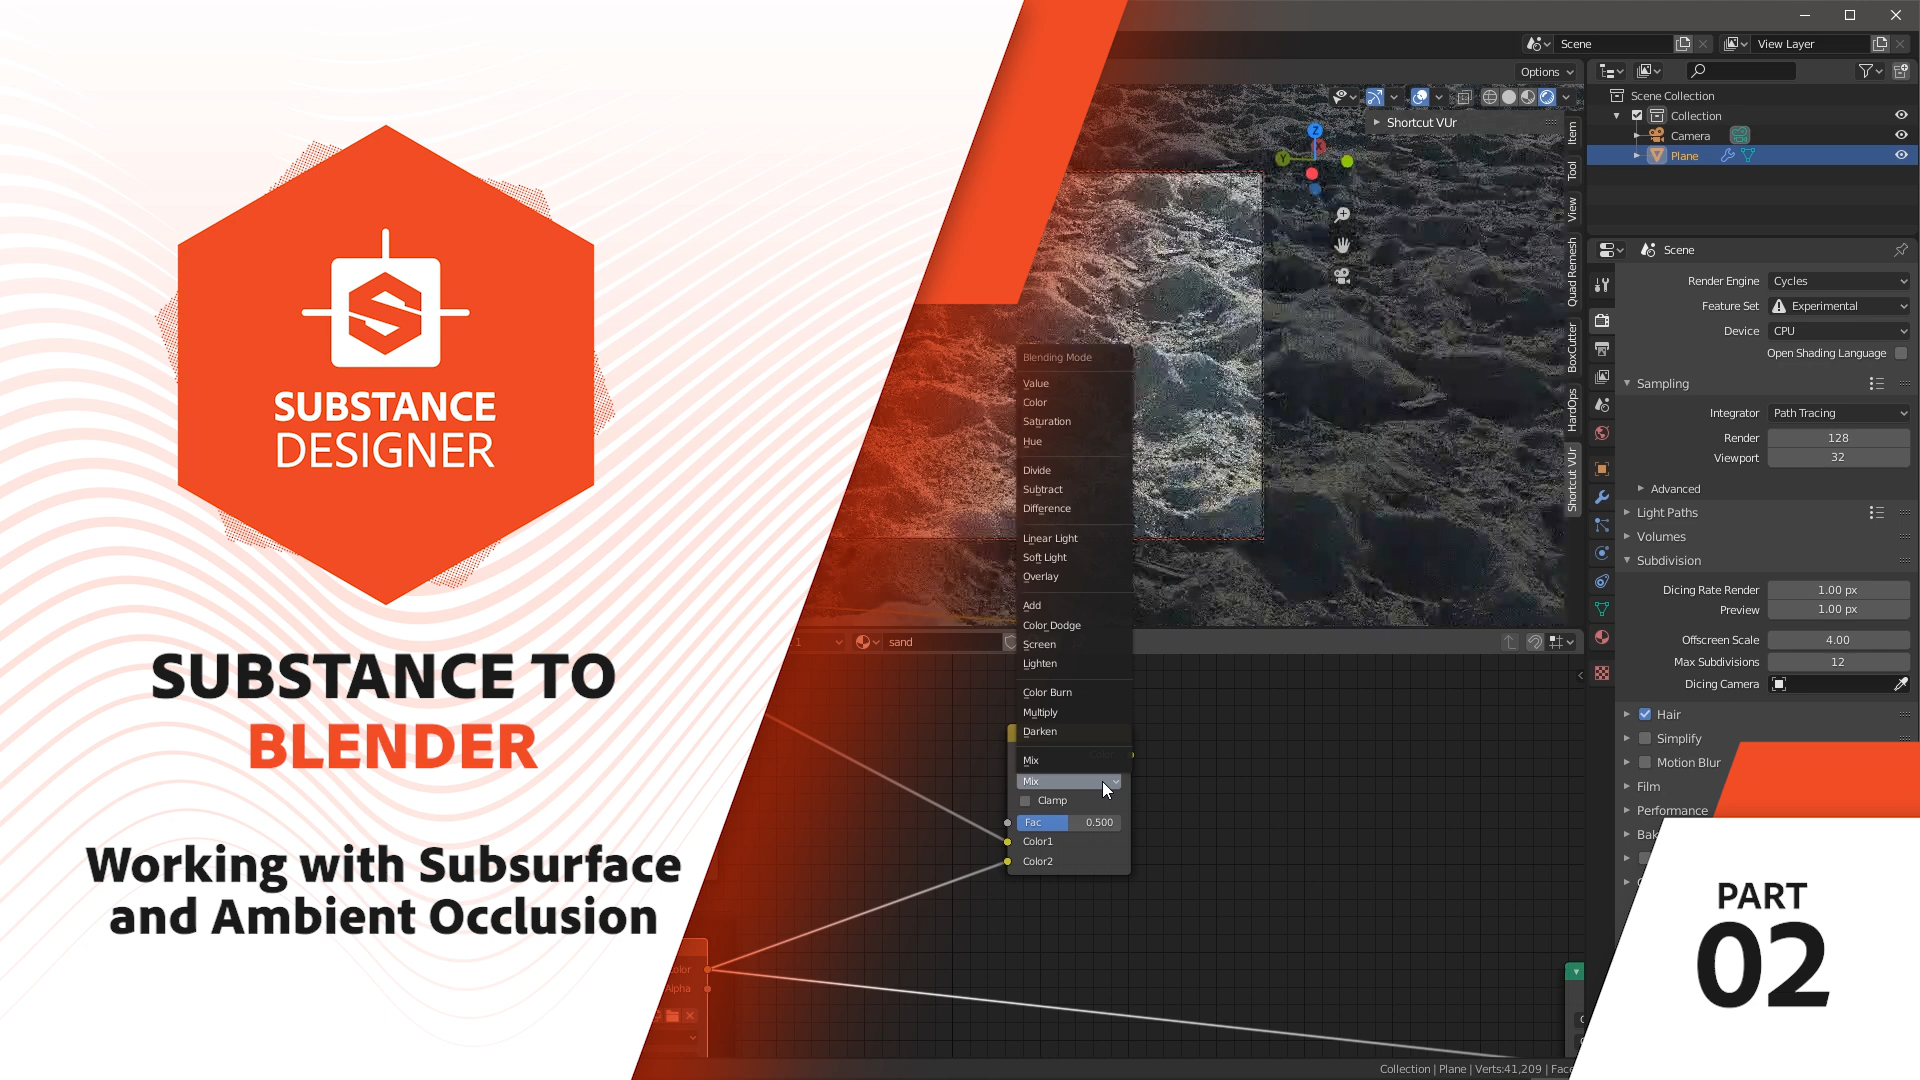 SUBSTANCE
DESIGNER
SUBSTANCE TO
BLENDER
Working with Subsurface
and Ambient Occlusion
Scene
View Layer
Options
Shortcut VUr
Z
X
Y
Item
Tool
View
Quad Remesh
BoxCutter
HardOps
Shortcut VUr
Scene Collection
Collection
Camera
Plane
Scene
Render Engine
Cycles
Feature Set
Experimental
Device
CPU
Open Shading Language
Sampling
Integrator
Path Tracing
Render
128
Viewport
32
Advanced
Light Paths
Volumes
Subdivision
Dicing Rate Render
1.00 px
Preview
1.00 px
Offscreen Scale
4.00
Max Subdivisions
12
Dicing Camera
Hair
Simplify
Motion Blur
Film
Performance
Blending Mode
Value
Color
Saturation
Hue
Divide
Subtract
Difference
Linear Light
Soft Light
Overlay
Add
Color Dodge
Screen
Lighten
Color Burn
Multiply
Darken
Mix
Mix
Clamp
Fac 0.500
Color1
Color2
1
sand
Alpha
Collection | Plane | Verts:41,209 |
PART
02